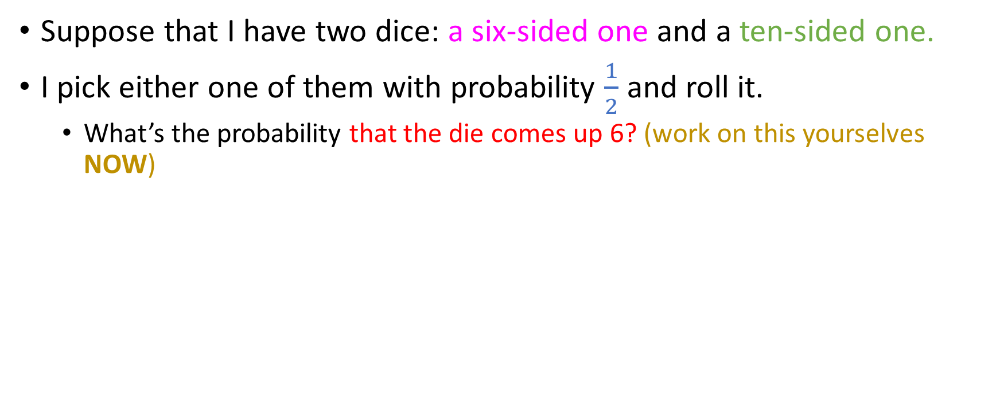 • Suppose that I have two dice: a six-sided one and a ten-sided one.
• I pick either one of them with probability 1/2 and roll it.
• What’s the probability that the die comes up 6? (work on this yourselves
NOW)